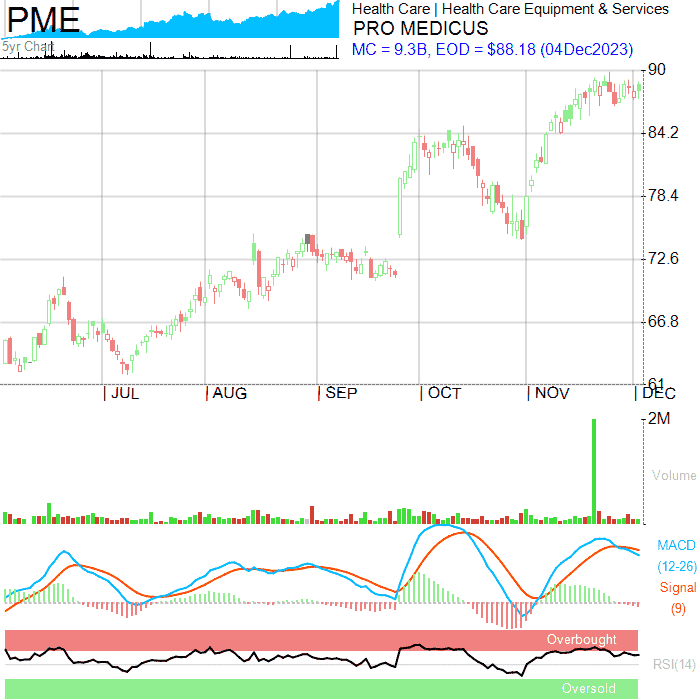 PME
5yr Chart
Health Care | Health Care Equipment & Services
PRO MEDICUS
MC = 9.3B, EOD = $88.18 (04Dec2023)
90
84.2
78.4
72.6
66.8
61
JUL AUG SEP OCT NOV DEC
2M
Volume
MACD
(12-26)
Signal
(9)
Overbought
RSI(14)
Oversold